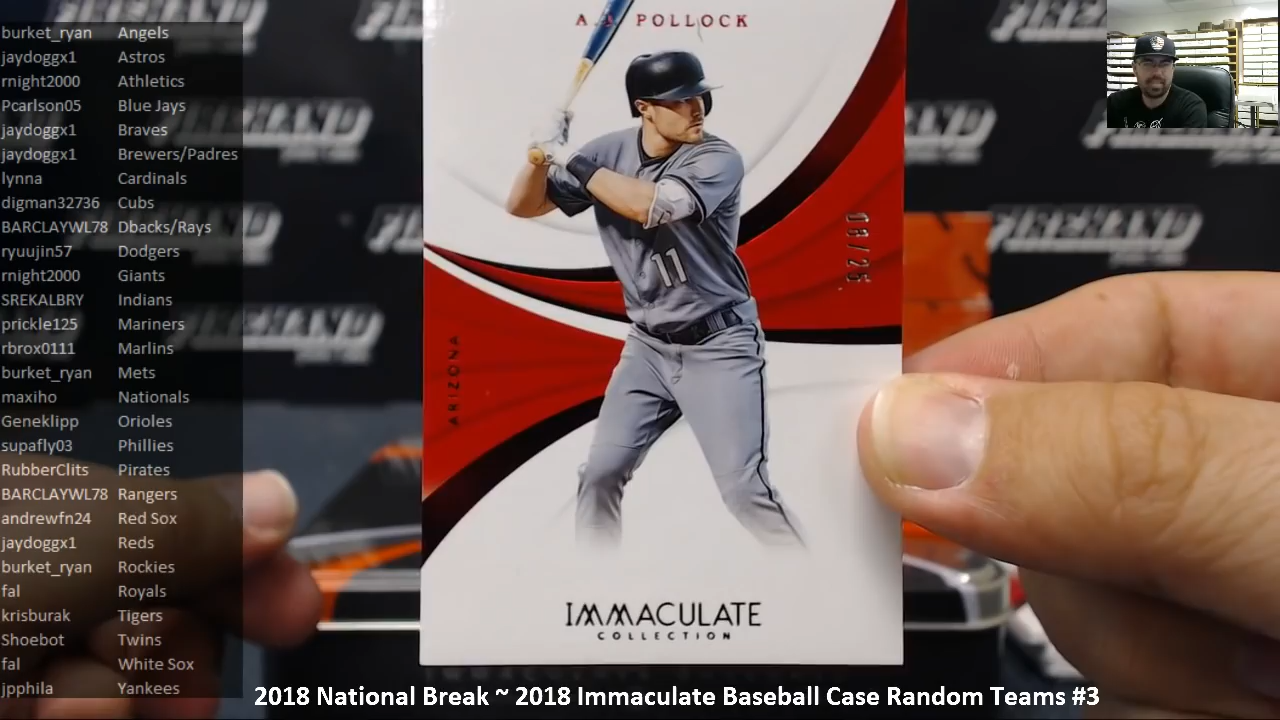 burket_ryan Angels
jaydoggx1 Astros
rnight2000 Athletics
Pcarlson05 Blue Jays
jaydoggx1 Braves
jaydoggx1 Brewers/Padres
lynna Cardinals
digman32736 Cubs
BARCLAYWL78 Dbacks/Rays
ryuujin57 Dodgers
rnight2000 Giants
SREKALBRY Indians
prickle125 Mariners
rbrox0111 Marlins
burket_ryan Mets
maxiho Nationals
Geneklipp Orioles
supafly03 Phillies
RubberClits Pirates
BARCLAYWL78 Rangers
andrewfn24 Red Sox
jaydoggx1 Reds
burket_ryan Rockies
fal Royals
krisburak Tigers
Shoebot Twins
fal White Sox
jpphila Yankees
A.J. POLLOCK
08/25
11
ARIZONA
IMMACULATE
COLLECTION
FIREHAND
2018 National Break ~ 2018 Immaculate Baseball Case Random Teams #3